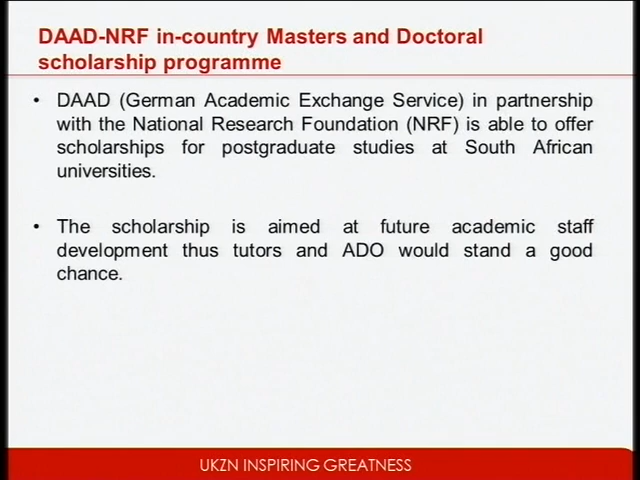 DAAD-NRF in-country Masters and Doctoral
scholarship programme
• DAAD (German Academic Exchange Service) in partnership
with the National Research Foundation (NRF) is able to offer
scholarships for postgraduate studies at South African
universities.
• The scholarship is aimed at future academic staff
development thus tutors and ADO would stand a good
chance.
UKZN INSPIRING GREATNESS